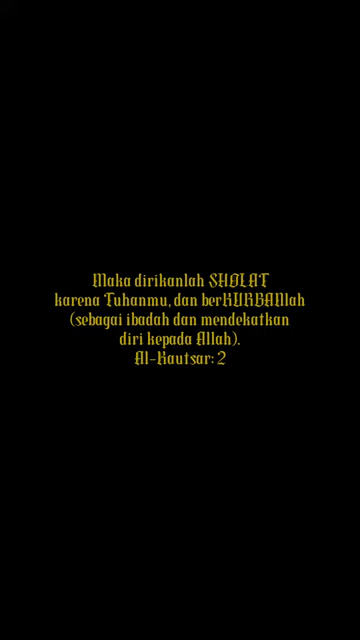 Maka dirikanlah SHOLAT
karena Tuhanmu, dan berKURBANlah
(sebagai ibadah dan mendekatkan
diri kepada Allah).
Al-Kautsar: 2